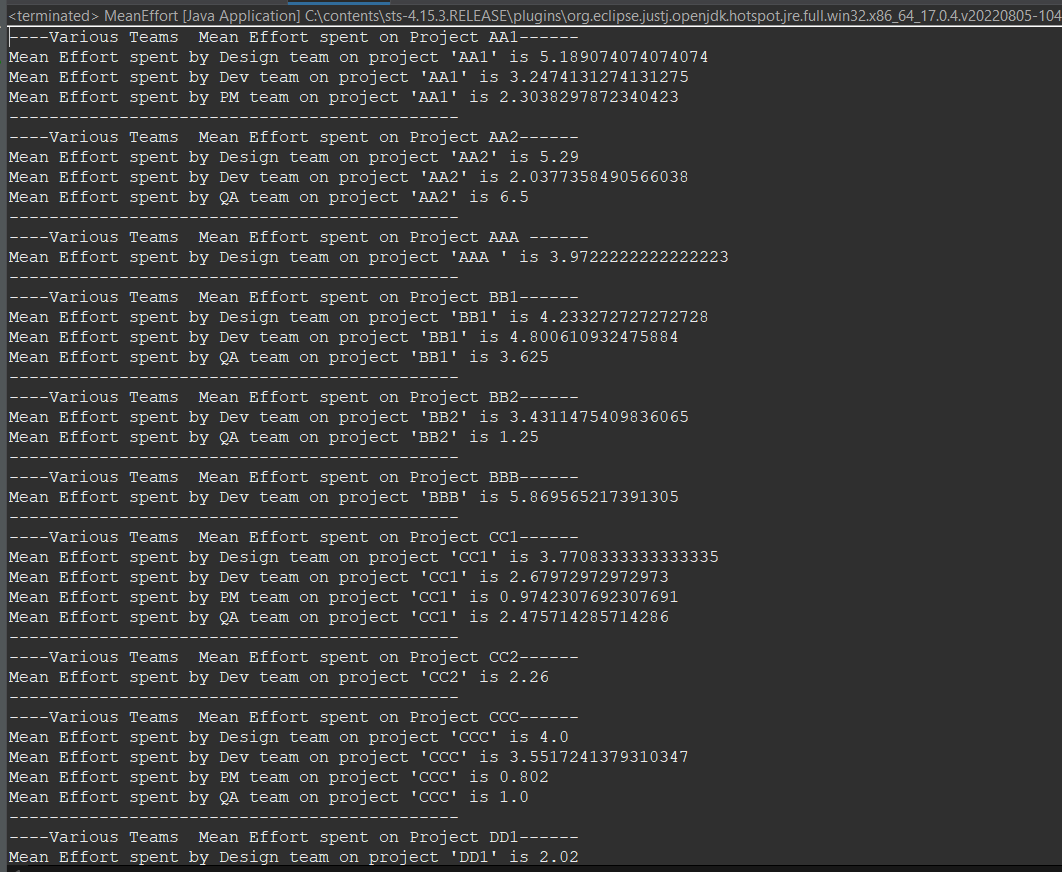 <terminated> MeanEffort [Java Application] C:\contents\sts-4.15.3.RELEASE\plugins\org.eclipse.justj.openjdk.hotspot.jre.full.win32.x86_64_17.0.4.v20220805-104
----Various Teams  Mean Effort spent on Project AA1------
Mean Effort spent by Design team on project 'AA1' is 5.189074074074074
Mean Effort spent by Dev team on project 'AA1' is 3.2474131274131275
Mean Effort spent by PM team on project 'AA1' is 2.3038297872340423
---------------------------------------------
----Various Teams  Mean Effort spent on Project AA2------
Mean Effort spent by Design team on project 'AA2' is 5.29
Mean Effort spent by Dev team on project 'AA2' is 2.0377358490566038
Mean Effort spent by QA team on project 'AA2' is 6.5
---------------------------------------------
----Various Teams  Mean Effort spent on Project AAA ------
Mean Effort spent by Design team on project 'AAA ' is 3.9722222222222223
---------------------------------------------
----Various Teams  Mean Effort spent on Project BB1------
Mean Effort spent by Design team on project 'BB1' is 4.233272727272728
Mean Effort spent by Dev team on project 'BB1' is 4.800610932475884
Mean Effort spent by QA team on project 'BB1' is 3.625
---------------------------------------------
----Various Teams  Mean Effort spent on Project BB2------
Mean Effort spent by Dev team on project 'BB2' is 3.4311475409836065
Mean Effort spent by QA team on project 'BB2' is 1.25
---------------------------------------------
----Various Teams  Mean Effort spent on Project BBB------
Mean Effort spent by Dev team on project 'BBB' is 5.869565217391305
---------------------------------------------
----Various Teams  Mean Effort spent on Project CC1------
Mean Effort spent by Design team on project 'CC1' is 3.7708333333333335
Mean Effort spent by Dev team on project 'CC1' is 2.67972972972973
Mean Effort spent by PM team on project 'CC1' is 0.9742307692307691
Mean Effort spent by QA team on project 'CC1' is 2.475714285714286
---------------------------------------------
----Various Teams  Mean Effort spent on Project CC2------
Mean Effort spent by Dev team on project 'CC2' is 2.26
---------------------------------------------
----Various Teams  Mean Effort spent on Project CCC------
Mean Effort spent by Design team on project 'CCC' is 4.0
Mean Effort spent by Dev team on project 'CCC' is 3.5517241379310347
Mean Effort spent by PM team on project 'CCC' is 0.802
Mean Effort spent by QA team on project 'CCC' is 1.0
---------------------------------------------
----Various Teams  Mean Effort spent on Project DD1------
Mean Effort spent by Design team on project 'DD1' is 2.02